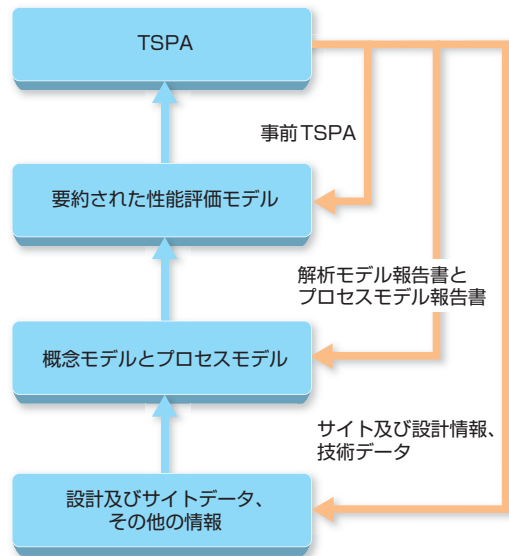 TSPA
事前TSPA
要約された性能評価モデル
解析モデル報告書と
プロセスモデル報告書
概念モデルとプロセスモデル
サイト及び設計情報、
技術データ
設計及びサイトデータ、
その他の情報